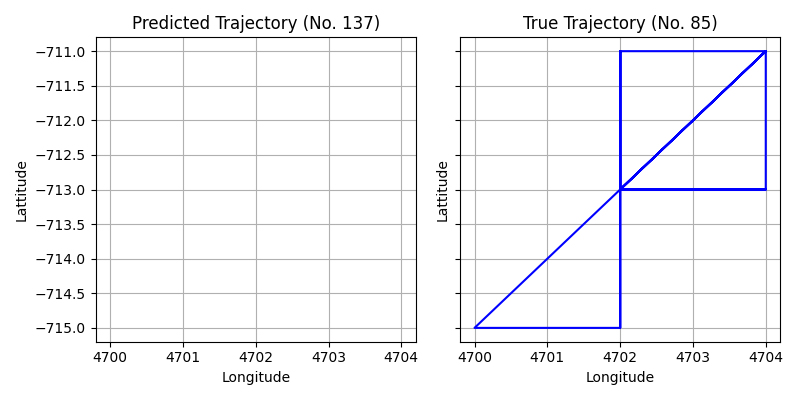 Predicted Trajectory (No. 137)
True Trajectory (No. 85)
Lattitude
−711.0
−711.5
−712.0
−712.5
−713.0
−713.5
−714.0
−714.5
−715.0
4700 4701 4702 4703 4704
Longitude
Lattitude
4700 4701 4702 4703 4704
Longitude